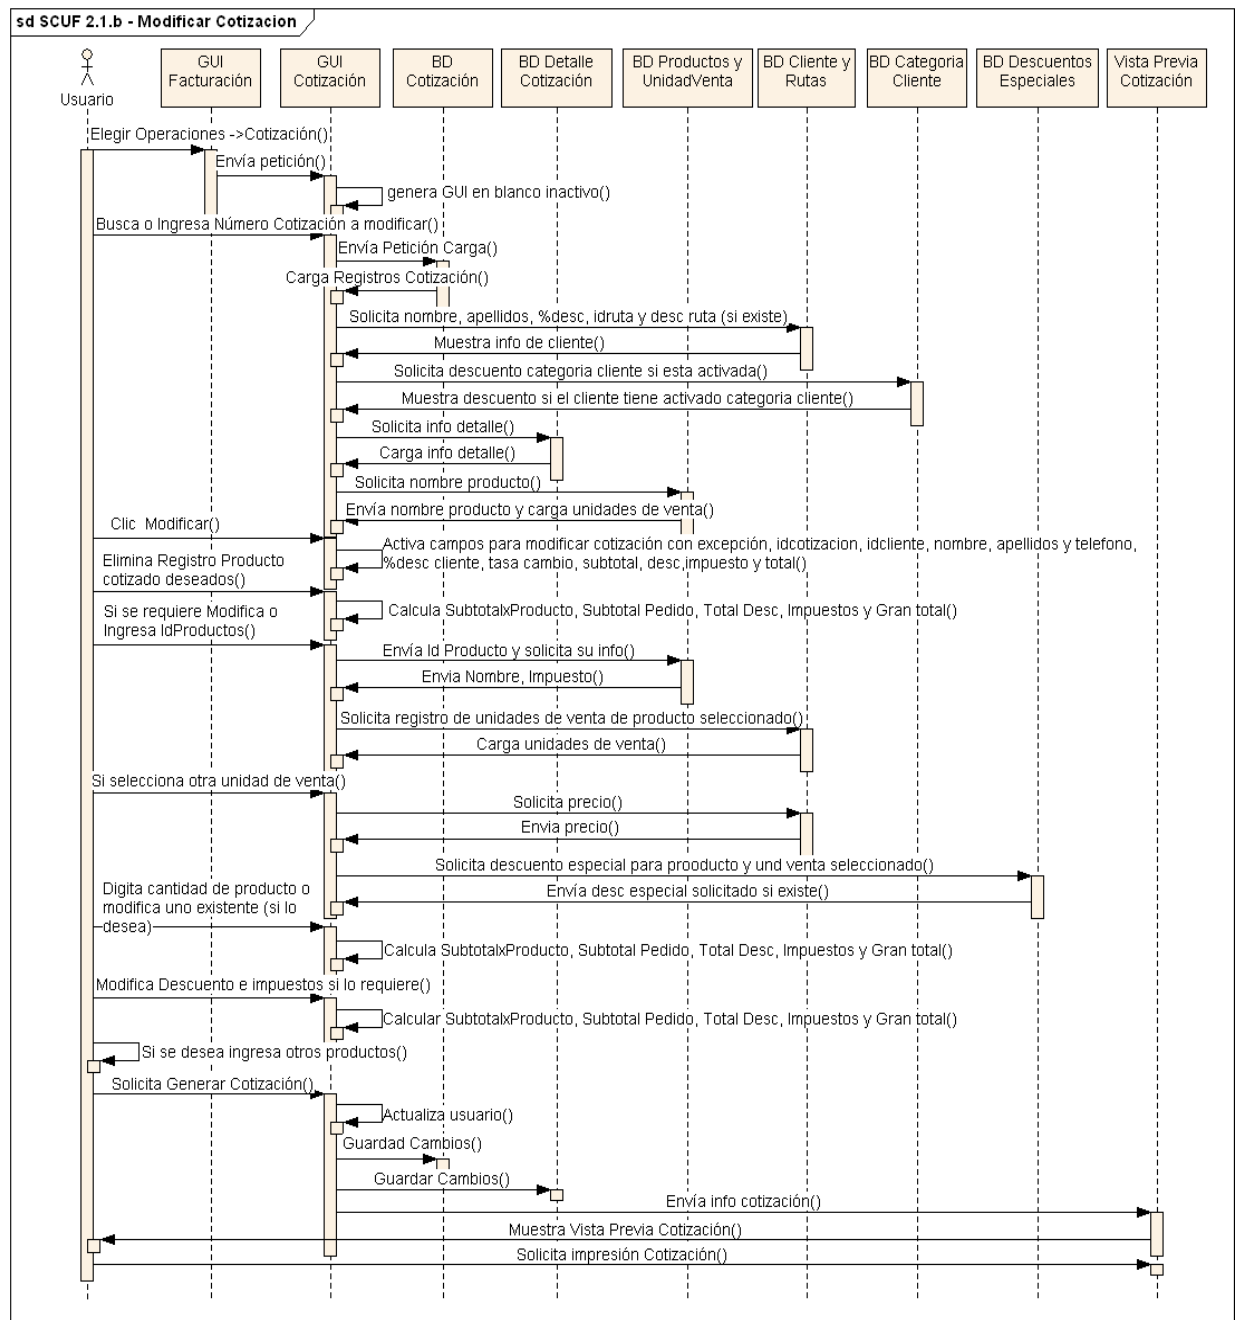 sd SCUF 2.1.b - Modificar Cotizacion
Usuario
GUI
Facturación
GUI
Cotización
BD
Cotización
BD Detalle
Cotización
BD Productos y
UnidadVenta
BD Cliente y
Rutas
BD Categoria
Cliente
BD Descuentos
Especiales
Vista Previa
Cotización
Elegir Operaciones ->Cotización()
Envía petición()
genera GUI en blanco inactivo()
Busca o Ingresa Número Cotización a modificar()
Envía Petición Carga()
Carga Registros Cotización()
Solicita nombre, apellidos, %desc, idruta y desc ruta (si existe)
Muestra info de cliente()
Solicita descuento categoria cliente si esta activada()
Muestra descuento si el cliente tiene activado categoria cliente()
Solicita info detalle()
Carga info detalle()
Solicita nombre producto()
Envía nombre producto y carga unidades de venta()
Clic  Modificar()
Activa campos para modificar cotización con excepción, idcotizacion, idcliente, nombre, apellidos y telefono,
%desc cliente, tasa cambio, subtotal, desc,impuesto y total()
Elimina Registro Producto
cotizado deseados()
Calcula SubtotalxProducto, Subtotal Pedido, Total Desc, Impuestos y Gran total()
Si se requiere Modifica o
Ingresa IdProductos()
Envía Id Producto y solicita su info()
Envia Nombre, Impuesto()
Solicita registro de unidades de venta de producto seleccionado()
Carga unidades de venta()
Si selecciona otra unidad de venta()
Solicita precio()
Envia precio()
Solicita descuento especial para prooducto y und venta seleccionado()
Envía desc especial solicitado si existe()
Digita cantidad de producto o
modifica uno existente (si lo
desea)
Calcula SubtotalxProducto, Subtotal Pedido, Total Desc, Impuestos y Gran total()
Modifica Descuento e impuestos si lo requiere()
Calcular SubtotalxProducto, Subtotal Pedido, Total Desc, Impuestos y Gran total()
Si se desea ingresa otros productos()
Solicita Generar Cotización()
Actualiza usuario()
Guardad Cambios()
Guardar Cambios()
Envía info cotización()
Muestra Vista Previa Cotización()
Solicita impresión Cotización()